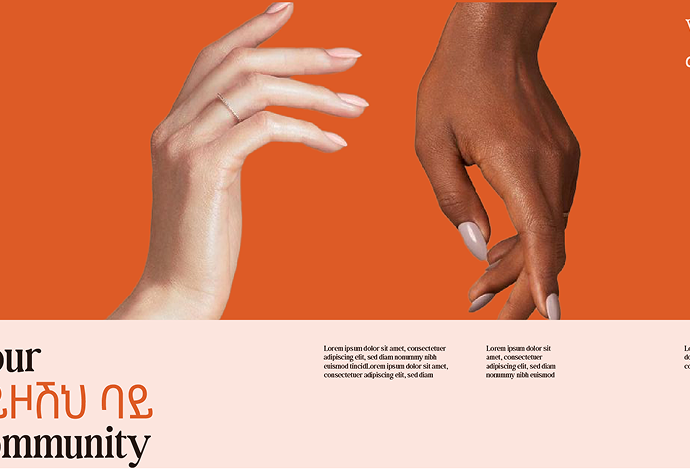 our
ይዞሽህ ባይ
ommunity
Lorem ipsum dolor sit amet, consectetuer
adipiscing elit, sed diam nonummy nibh
euismod tincidLorem ipsum dolor sit amet,
consectetuer adipiscing elit, sed diam
Lorem ipsum dolor sit
amet, consectetuer
adipiscing elit, sed diam
nonummy nibh euismod